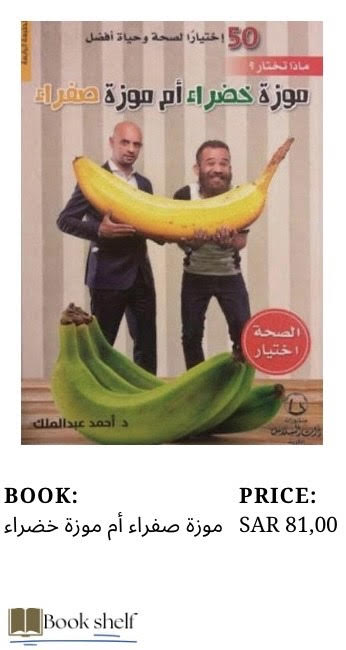 50 إختيارًا لصحة وحياة أفضل
ماذا تختار؟
موزة خضراء أم موزة صفراء
الصحة
اختيار
د. أحمد عبدالملك
BOOK:
موزة صفراء أم موزة خضراء
PRICE:
SAR 81,00
Book shelf